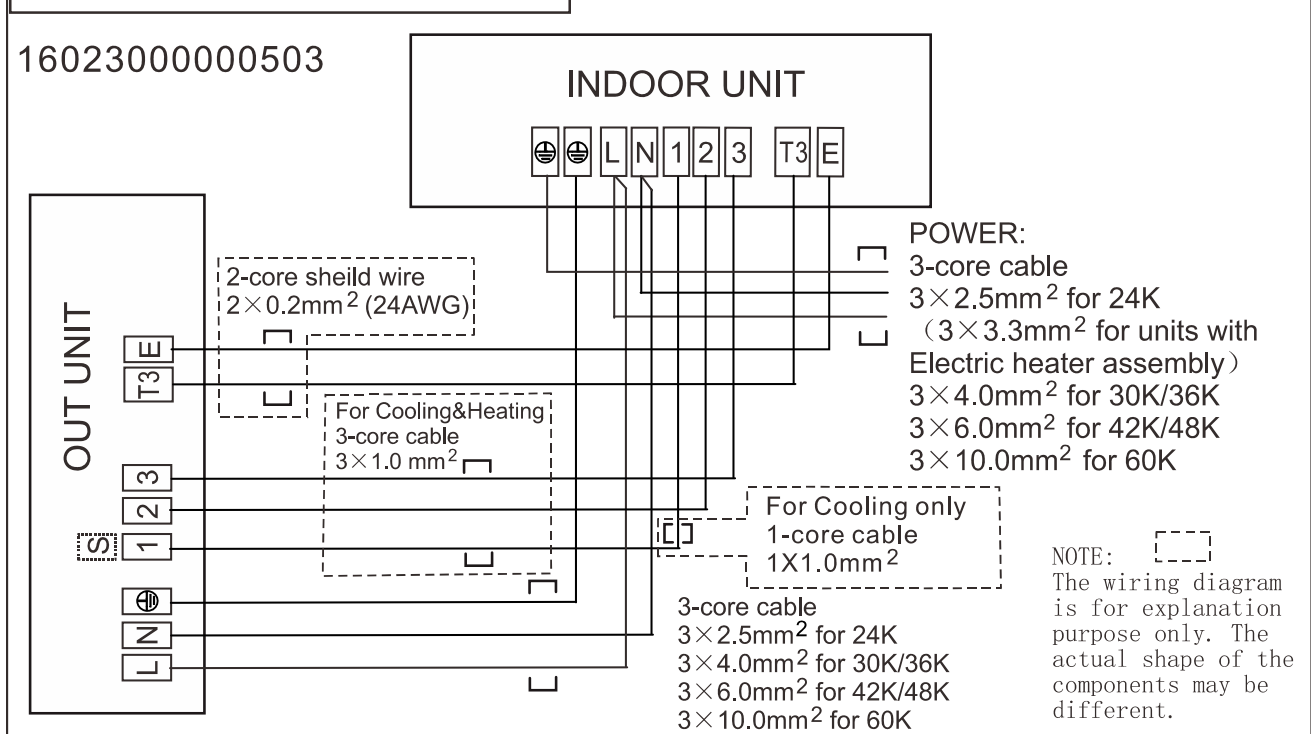 16023000000503
INDOOR UNIT
L N 1 2 3 T3 E
POWER:
3-core cable
3×2.5mm² for 24K
（3×3.3mm² for units with
Electric heater assembly）
3×4.0mm² for 30K/36K
3×6.0mm² for 42K/48K
3×10.0mm² for 60K
2-core sheild wire
2×0.2mm² (24AWG)
OUT UNIT
E
T3
3
2
S 1
N
L
For Cooling&Heating
3-core cable
3×1.0 mm²
For Cooling only
1-core cable
1X1.0mm²
3-core cable
3×2.5mm² for 24K
3×4.0mm² for 30K/36K
3×6.0mm² for 42K/48K
3×10.0mm² for 60K
NOTE:
The wiring diagram
is for explanation
purpose only. The
actual shape of the
components may be
different.